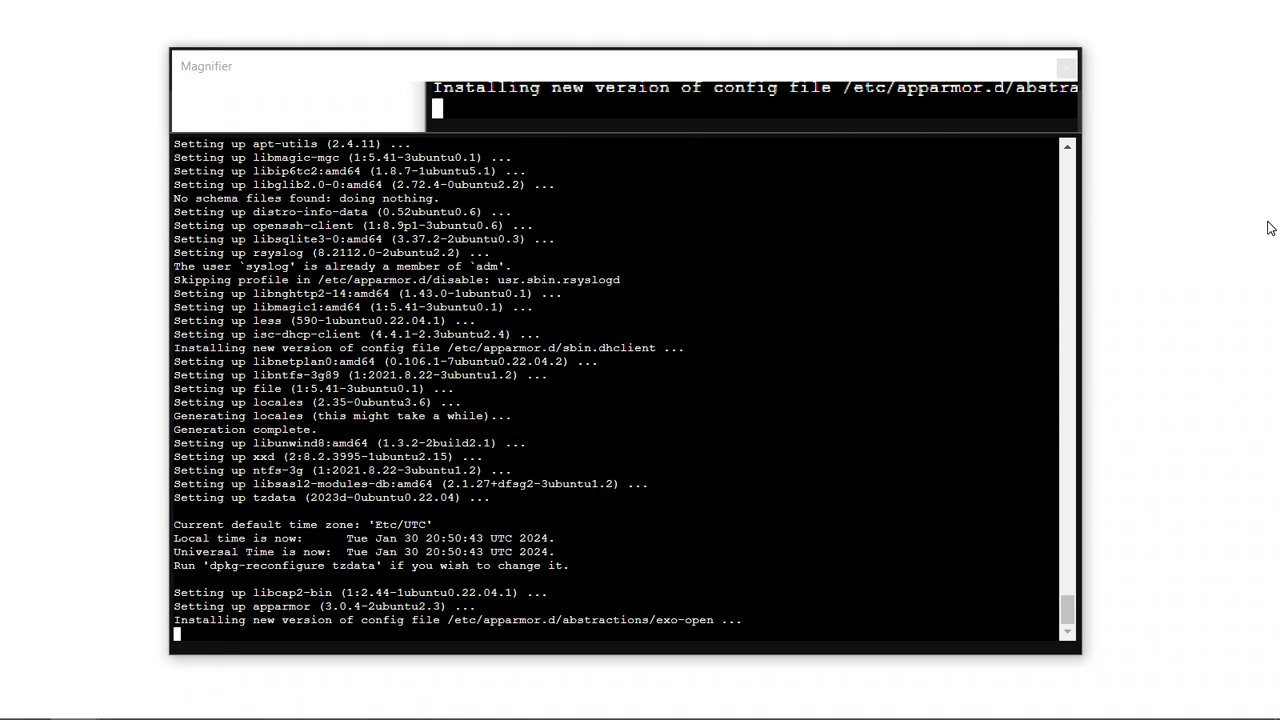 Magnifier
Installing new version of config file /etc/apparmor.d/abstra
Setting up apt-utils (2.4.11) ...
Setting up libmagic-mgc (1:5.41-3ubuntu0.1) ...
Setting up libip6tc2:amd64 (1.8.7-1ubuntu5.1) ...
Setting up libglib2.0-0:amd64 (2.72.4-0ubuntu2.2) ...
No schema files found: doing nothing.
Setting up distro-info-data (0.52ubuntu0.6) ...
Setting up openssh-client (1:8.9p1-3ubuntu0.6) ...
Setting up libsqlite3-0:amd64 (3.37.2-2ubuntu0.3) ...
Setting up rsyslog (8.2112.0-2ubuntu2.2) ...
The user `syslog' is already a member of `adm'.
Skipping profile in /etc/apparmor.d/disable: usr.sbin.rsyslogd
Setting up libnghttp2-14:amd64 (1.43.0-1ubuntu0.1) ...
Setting up libmagic1:amd64 (1:5.41-3ubuntu0.1) ...
Setting up less (590-1ubuntu0.22.04.1) ...
Setting up isc-dhcp-client (4.4.1-2.3ubuntu2.4) ...
Installing new version of config file /etc/apparmor.d/sbin.dhclient ...
Setting up libnetplan0:amd64 (0.106.1-7ubuntu0.22.04.2) ...
Setting up libntfs-3g89 (1:2021.8.22-3ubuntu1.2) ...
Setting up file (1:5.41-3ubuntu0.1) ...
Setting up locales (2.35-0ubuntu3.6) ...
Generating locales (this might take a while)...
Generation complete.
Setting up libunwind8:amd64 (1.3.2-2build2.1) ...
Setting up xxd (2:8.2.3995-1ubuntu2.15) ...
Setting up ntfs-3g (1:2021.8.22-3ubuntu1.2) ...
Setting up libsasl2-modules-db:amd64 (2.1.27+dfsg2-3ubuntu1.2) ...
Setting up tzdata (2023d-0ubuntu0.22.04) ...
Current default time zone: 'Etc/UTC'
Local time is now:      Tue Jan 30 20:50:43 UTC 2024.
Universal Time is now:  Tue Jan 30 20:50:43 UTC 2024.
Run 'dpkg-reconfigure tzdata' if you wish to change it.
Setting up libcap2-bin (1:2.44-1ubuntu0.22.04.1) ...
Setting up apparmor (3.0.4-2ubuntu2.3) ...
Installing new version of config file /etc/apparmor.d/abstractions/exo-open ...